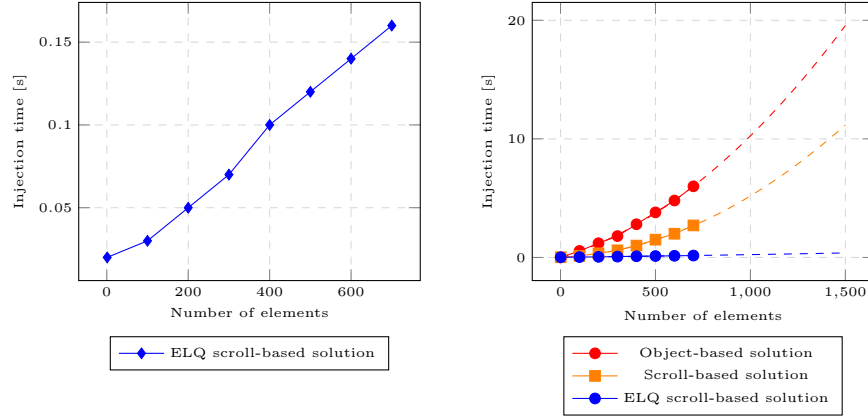 0.15
0.1
0.05
Injection time [s]
0
200
400
600
Number of elements
ELQ scroll-based solution
20
10
0
Injection time [s]
0
500
1,000
1,500
Number of elements
Object-based solution
Scroll-based solution
ELQ scroll-based solution